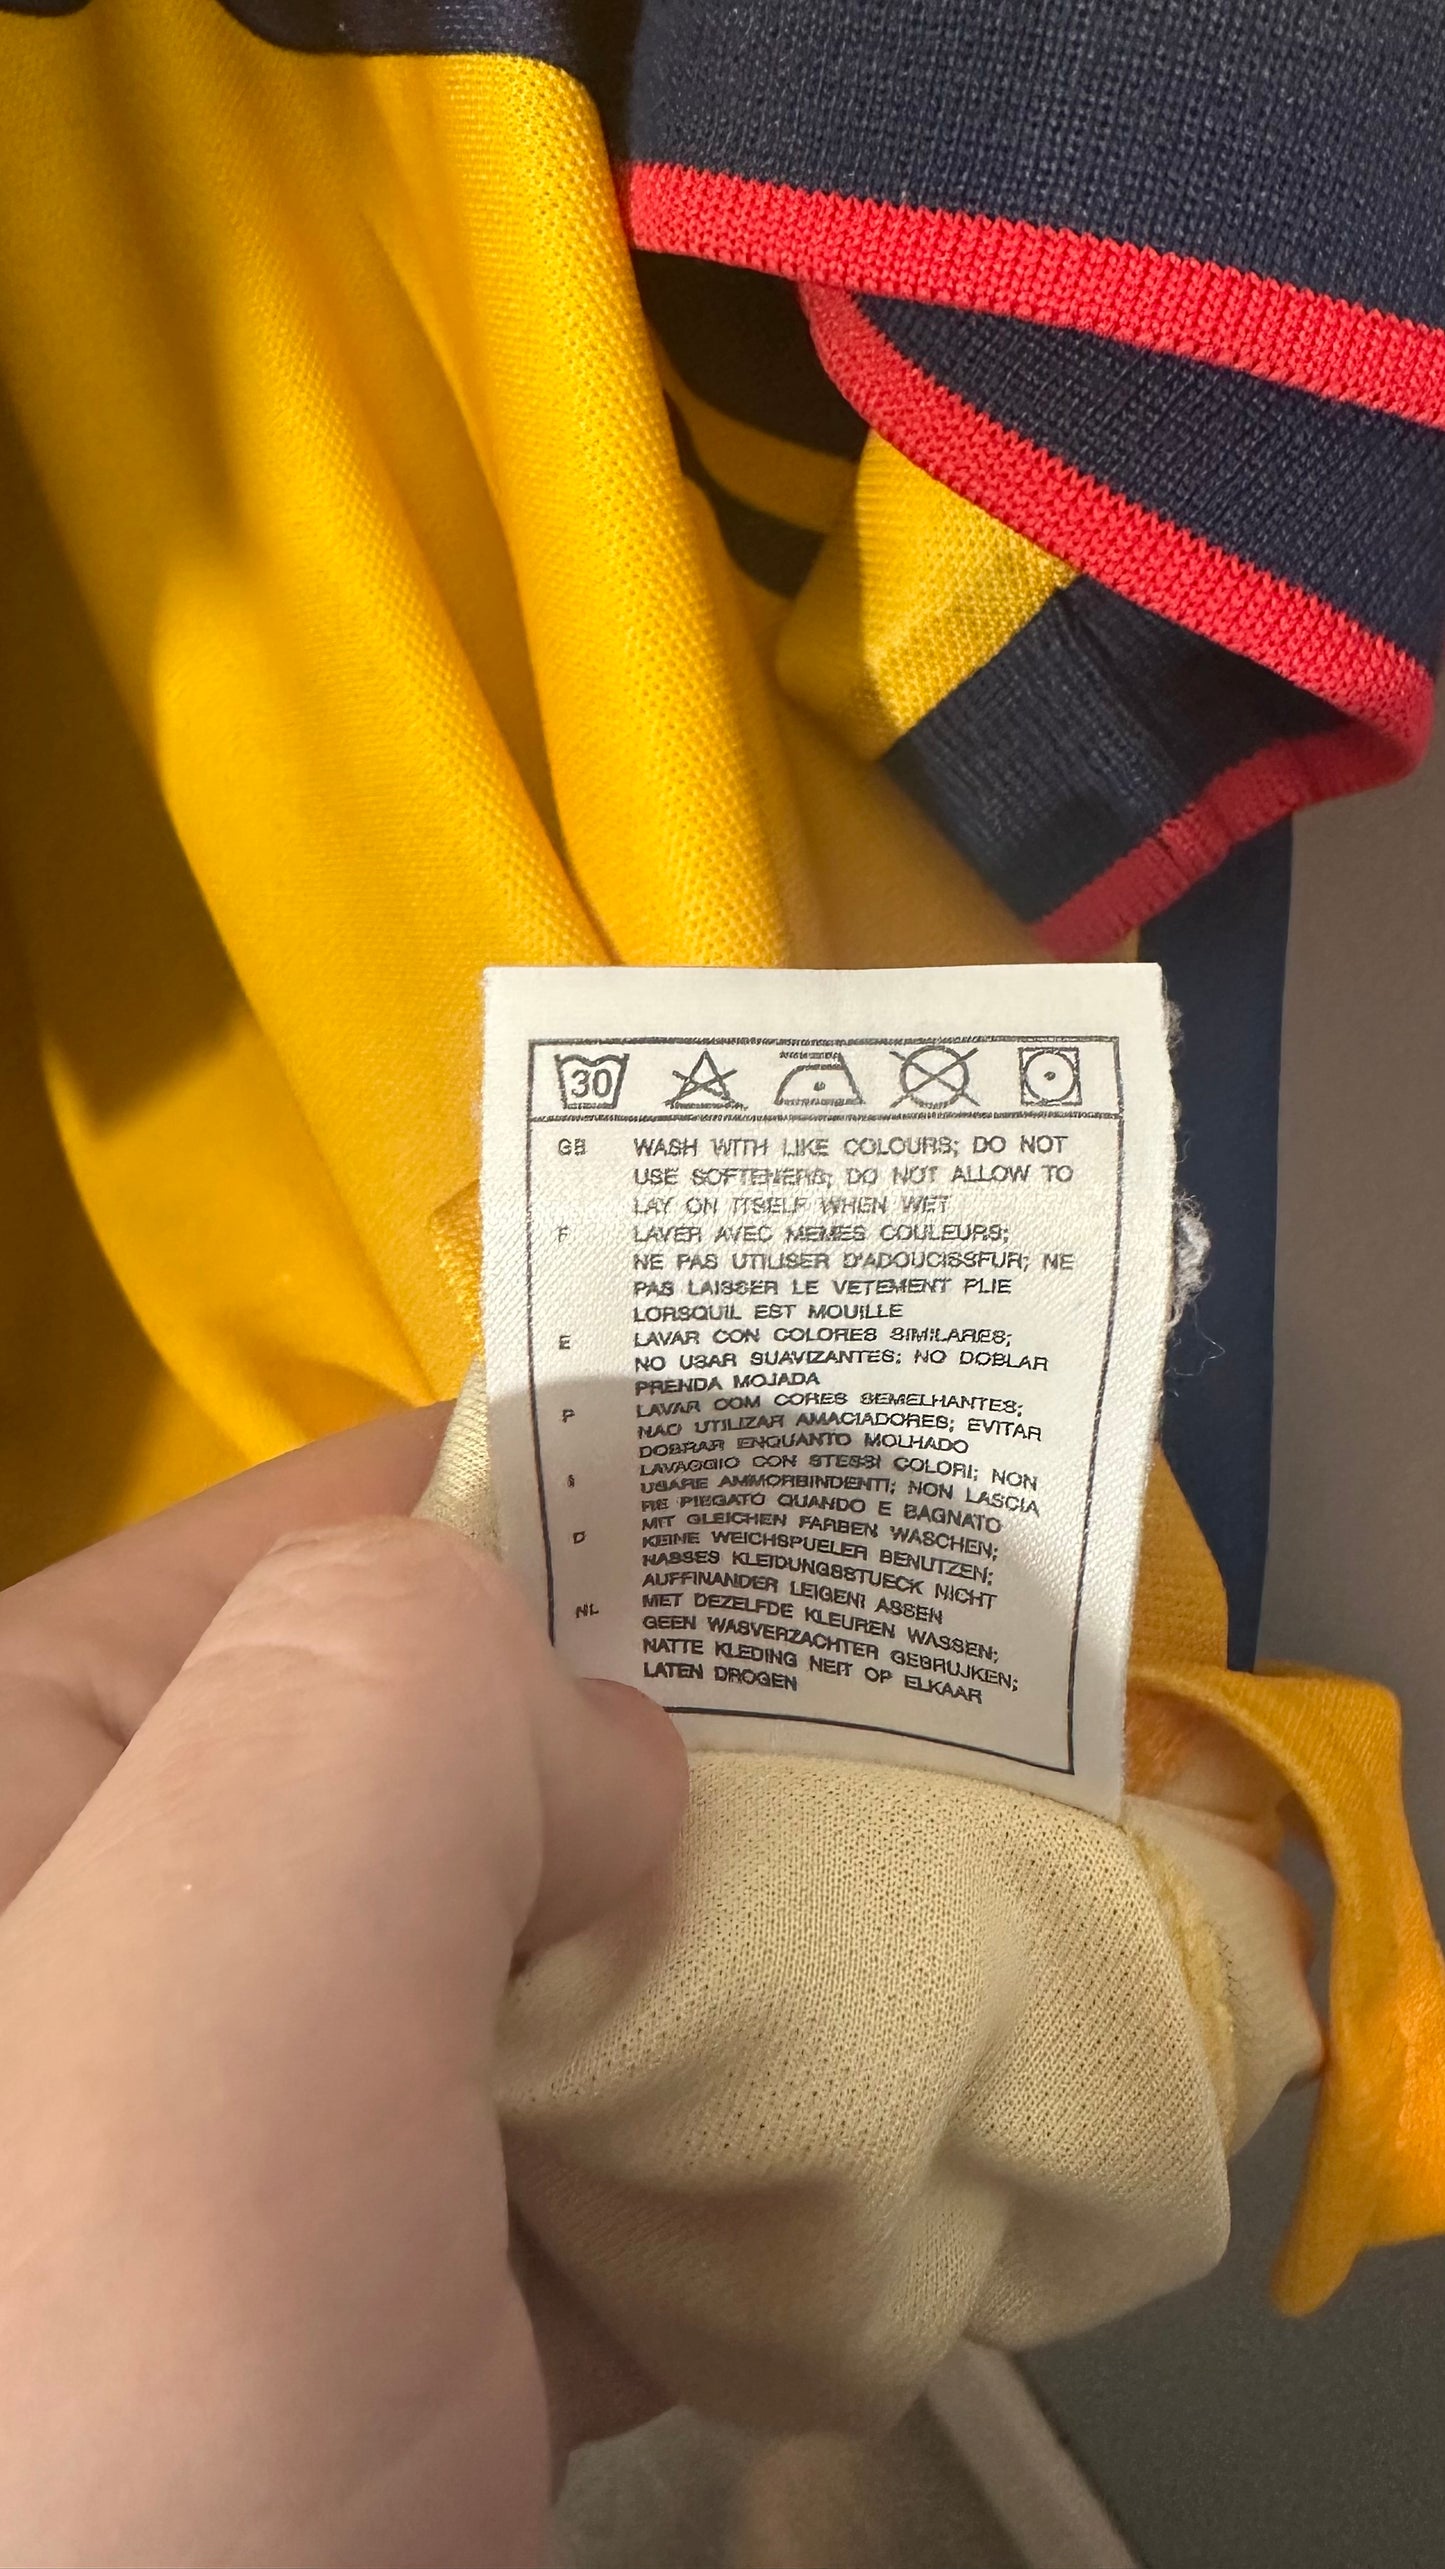 30
GB WASH WITH LIKE COLOURS; DO NOT
USE SOFTENERS; DO NOT ALLOW TO
LAY ON ITSELF WHEN WET
F LAVER AVEC MEMES COULEURS;
NE PAS UTILISER D'ADOUCISSFUR; NE
PAS LAISSER LE VETEMENT PLIE
LORSQUIL EST MOUILLE
E LAVAR CON COLORES SIMILARES;
NO USAR SUAVIZANTES; NO DOBLAR
PRENDA MOJADA
P LAVAR COM CORES SEMELHANTES;
NAO UTILIZAR AMACIADORES; EVITAR
DOBRAR ENQUANTO MOLHADO
I LAVAGGIO CON STESSI COLORI; NON
USARE AMMORBINDENTI; NON LASCIA
RE PIEGATO QUANDO E BAGNATO
D MIT GLEICHEN FARBEN WASCHEN;
KEINE WEICHSPUELER BENUTZEN;
NASSES KLEIDUNGSSTUECK NICHT
AUFFINANDER LEIGENI ASSEN
NL MET DEZELFDE KLEUREN WASSEN;
GEEN WASVERZACHTER GEBRUIJKEN;
NATTE KLEDING NEIT OP ELKAAR
LATEN DROGEN